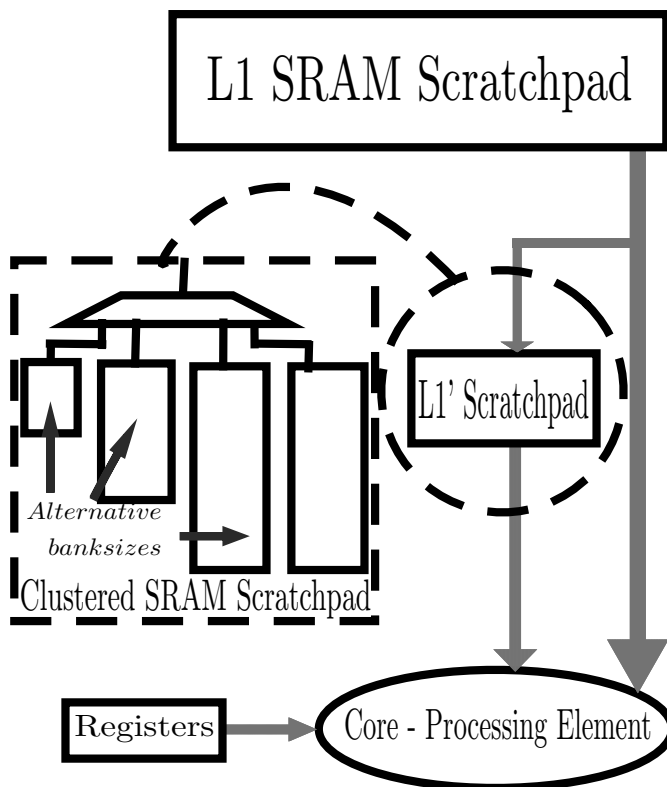 L1 SRAM Scratchpad
L1' Scratchpad
Alternative
banksizes
Clustered SRAM Scratchpad
Registers
Core - Processing Element